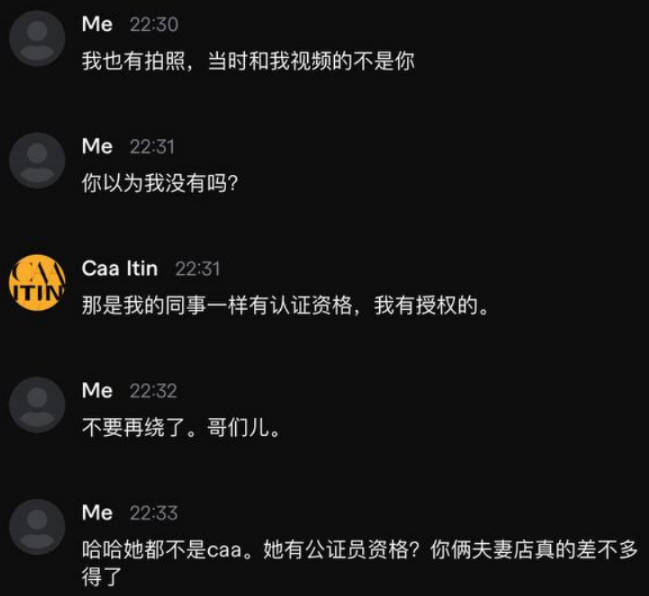 Me 22:30
我也有拍照，当时和我视频的不是你
Me 22:31
你以为我没有吗？
CAA
ITIN
Caa Itin 22:31
那是我的同事一样有认证资格，我有授权的。
Me 22:32
不要再绕了。哥们儿。
Me 22:33
哈哈她都不是caa。她有公证员资格？你俩夫妻店真的差不多
得了